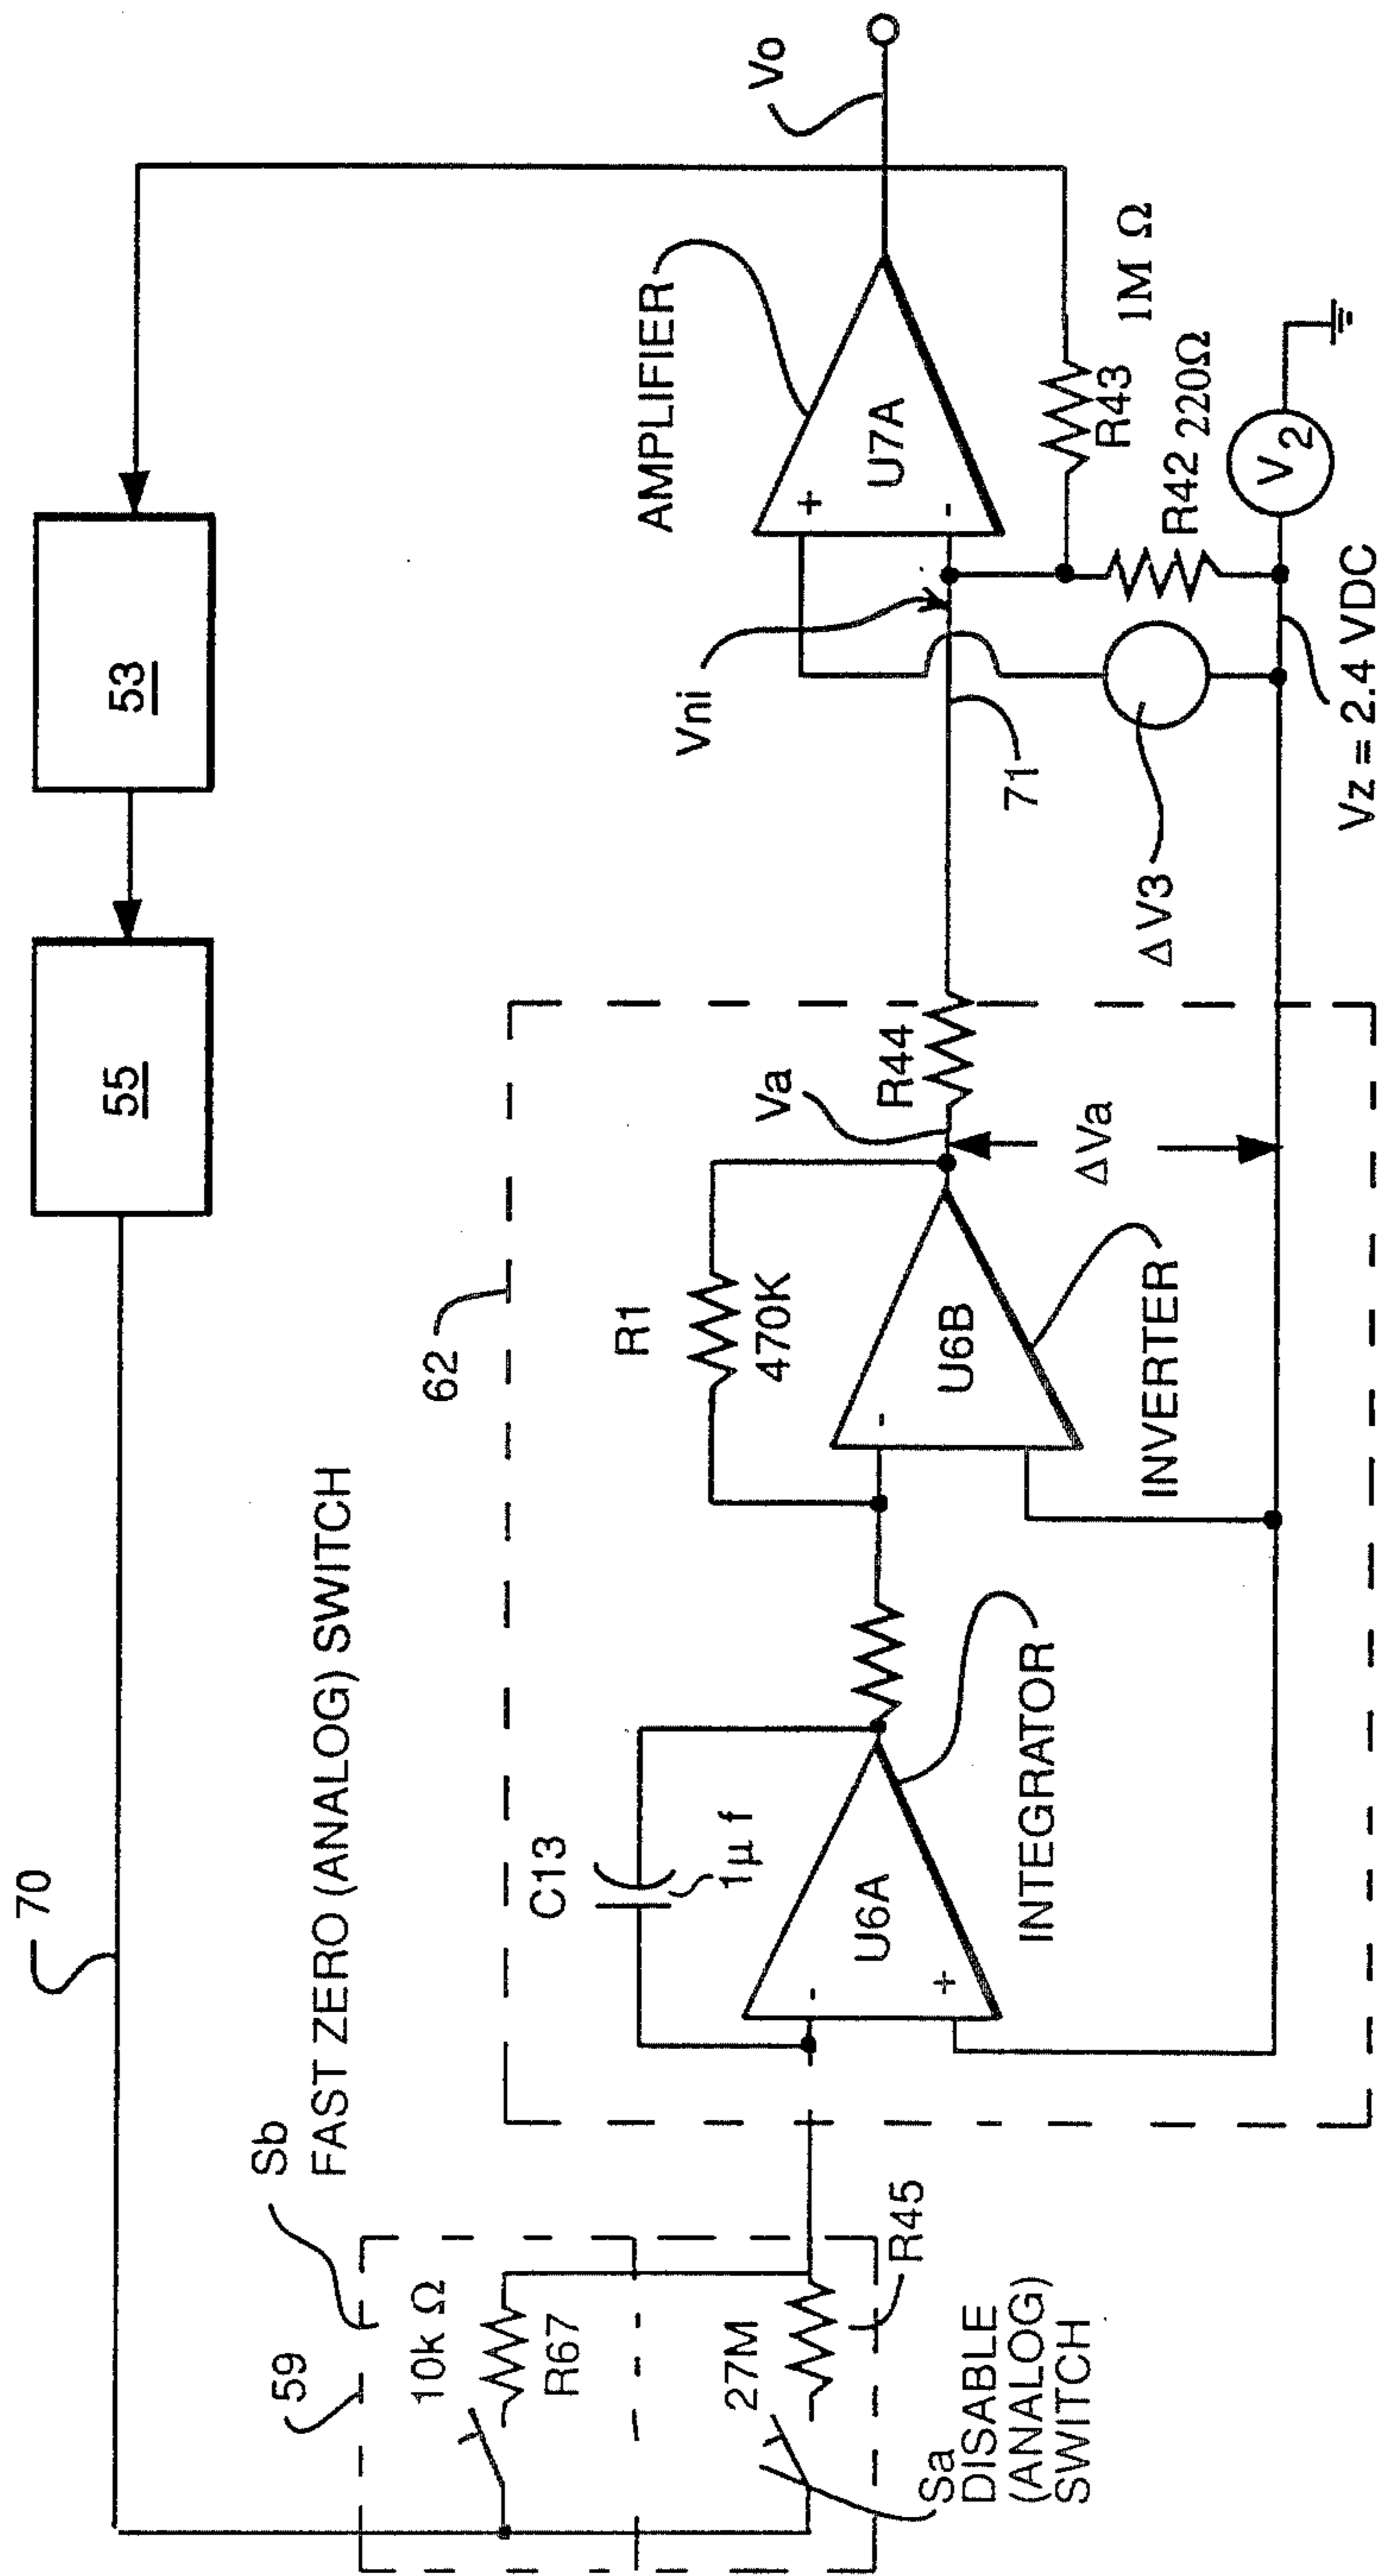 70
55
53
Sb
FAST ZERO (ANALOG) SWITCH
59
10k Ω
R67
27M
R45
Sa
DISABLE
(ANALOG)
SWITCH
62
C13
1μf
-
U6A
+
INTEGRATOR
R1
470K
-
U6B
INVERTER
Va
R44
ΔVa
71
Vni
ΔV3
AMPLIFIER
+
U7A
-
Vo
R43
1M Ω
R42
220Ω
V2
Vz = 2.4 VDC